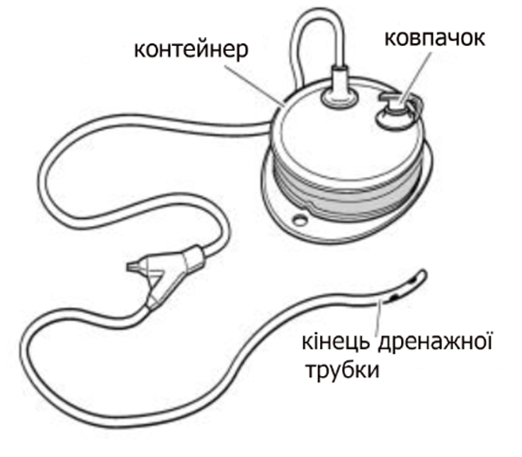 ковпачок
контейнер
кінець дренажної
трубки